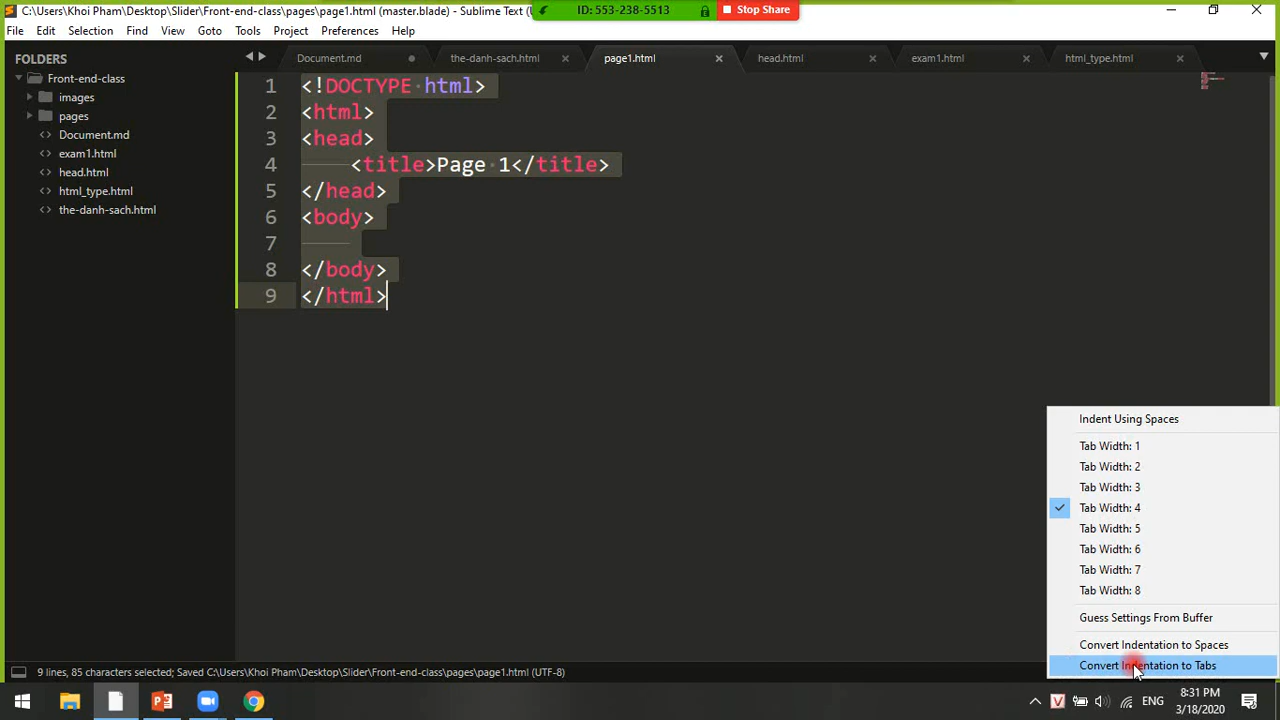 C:\Users\Khoi Pham\Desktop\Slider\Front-end-class\pages\page1.html (master.blade) - Sublime Text (
ID: 553-238-5513
Stop Share
File Edit Selection Find View Goto Tools Project Preferences Help
FOLDERS
Front-end-class
images
pages
Document.md
exam1.html
head.html
html_type.html
the-danh-sach.html
Document.md the-danh-sach.html page1.html head.html exam1.html html_type.html
1 <!DOCTYPE html>
2 <html>
3 <head>
4 <title>Page 1</title>
5 </head>
6 <body>
7
8 </body>
9 </html>
Indent Using Spaces
Tab Width: 1
Tab Width: 2
Tab Width: 3
Tab Width: 4
Tab Width: 5
Tab Width: 6
Tab Width: 7
Tab Width: 8
Guess Settings From Buffer
Convert Indentation to Spaces
Convert Indentation to Tabs
9 lines, 85 characters selected; Saved C:\Users\Khoi Pham\Desktop\Slider\Front-end-class\pages\page1.html (UTF-8)
ENG
8:31 PM
3/18/2020